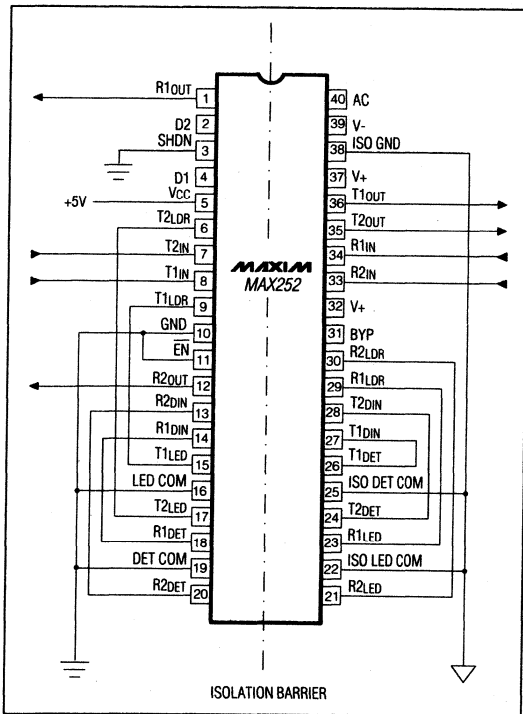 R1OUT 1 40 AC
D2 2 39 V-
SHDN 3 38 ISO GND
D1 4 37 V+
+5V VCC 5 36 T1OUT
T2LDR 6 35 T2OUT
T2IN 7 34 R1IN
T1IN 8 33 R2IN
MAXIM
MAX252
T1LDR 9 32 V+
GND 10 31 BYP
EN 11 30 R2LDR
R2OUT 12 29 R1LDR
R2DIN 13 28 T2DIN
R1DIN 14 27 T1DIN
T1LED 15 26 T1DET
LED COM 16 25 ISO DET COM
T2LED 17 24 T2DET
R1DET 18 23 R1LED
DET COM 19 22 ISO LED COM
R2DET 20 21 R2LED
ISOLATION BARRIER